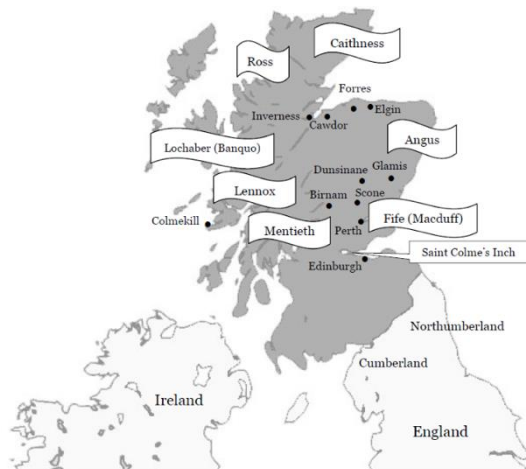 Caithness
Ross
Forres
Elgin
Inverness
Cawdor
Angus
Lochaber (Banquo)
Dunsinane
Glamis
Lennox
Birnam
Scone
Colmekill
Fife (Macduff)
Mentieth
Perth
Saint Colme's Inch
Edinburgh
Northumberland
Cumberland
Ireland
England